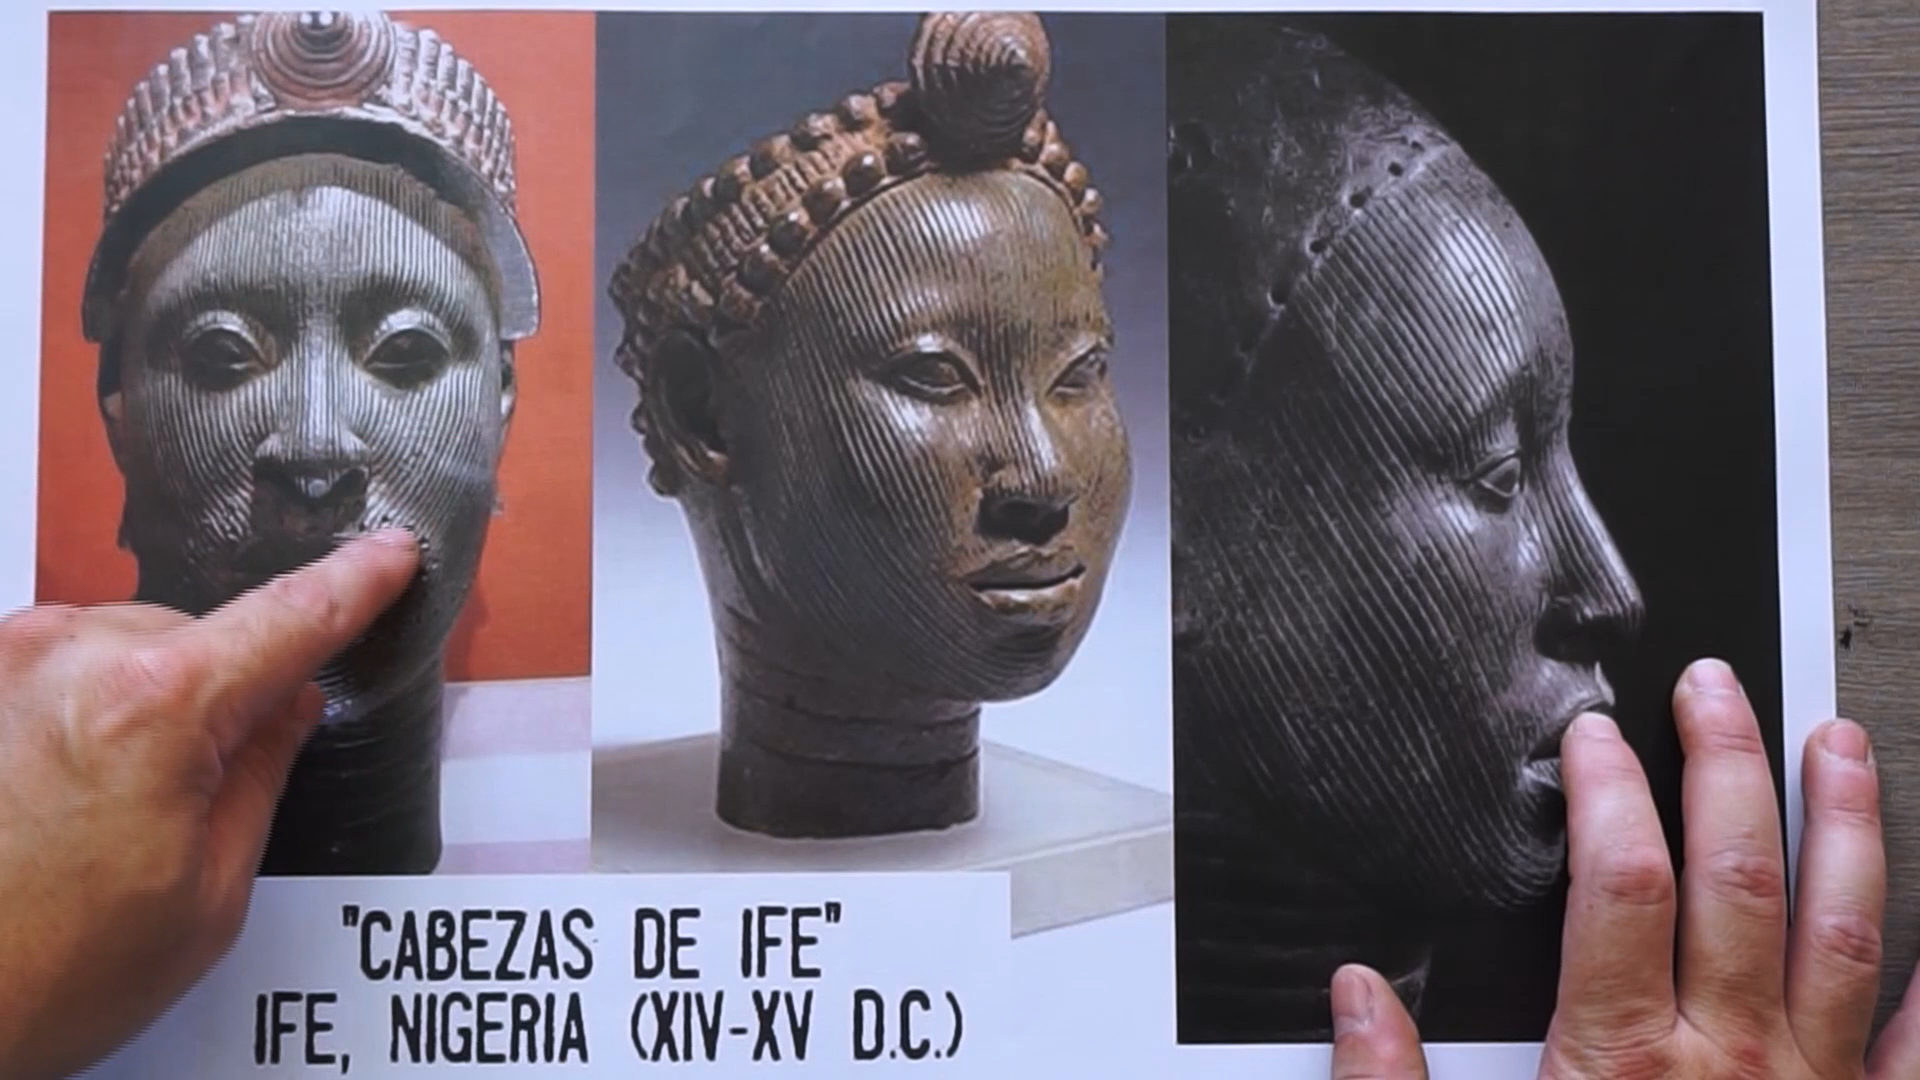 "CABEZAS DE IFE"
IFE, NIGERIA (XIV-XV D.C.)